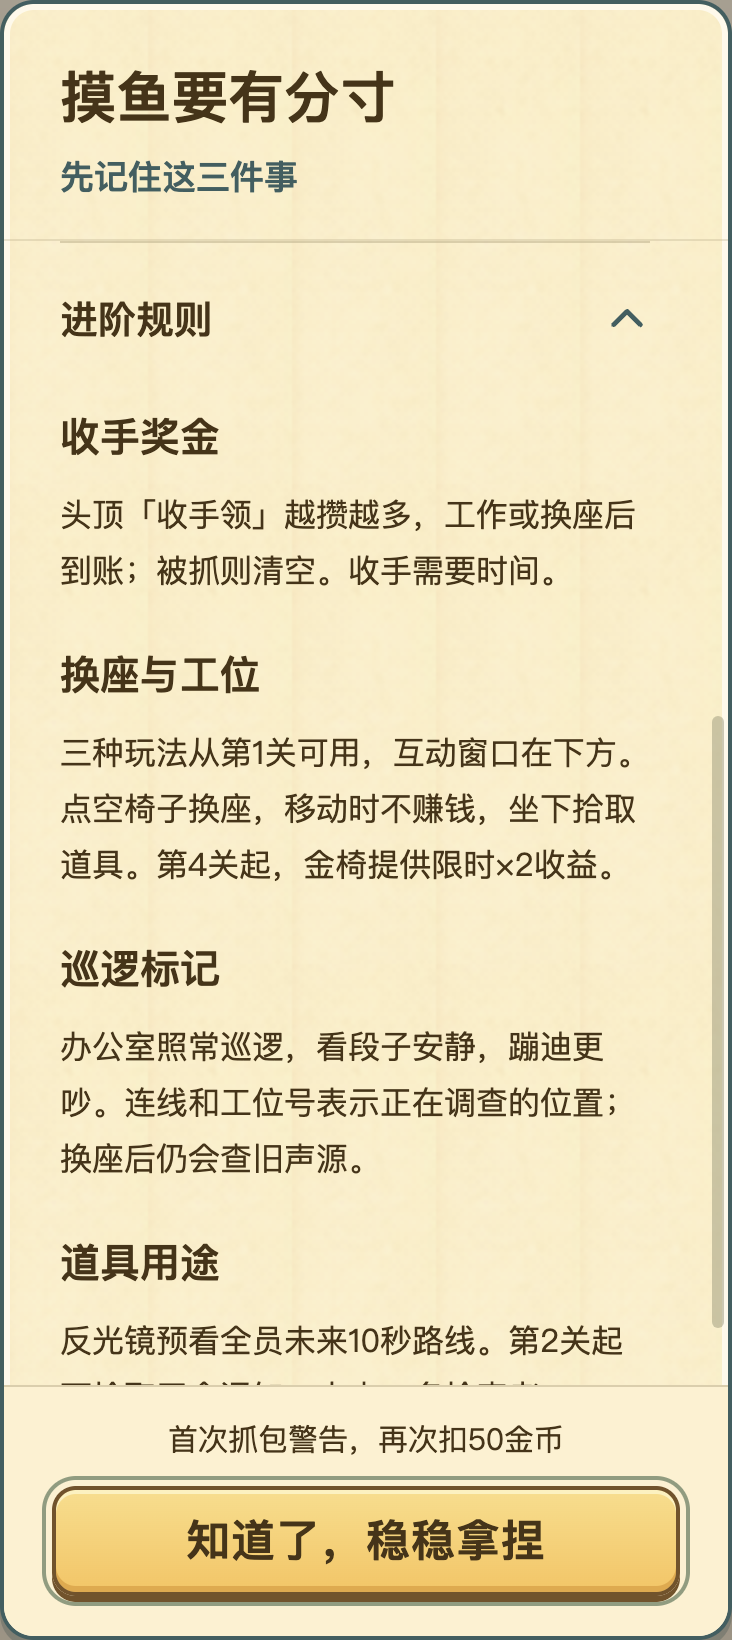 摸鱼要有分寸
先记住这三件事
进阶规则
收手奖金
头顶「收手领」越攒越多，工作或换座后
到账；被抓则清空。收手需要时间。
换座与工位
三种玩法从第1关可用，互动窗口在下方。
点空椅子换座，移动时不赚钱，坐下拾取
道具。第4关起，金椅提供限时×2收益。
巡逻标记
办公室照常巡逻，看段子安静，蹦迪更
吵。连线和工位号表示正在调查的位置；
换座后仍会查旧声源。
道具用途
反光镜预看全员未来10秒路线。第2关起
首次抓包警告，再次扣50金币
知道了，稳稳拿捏